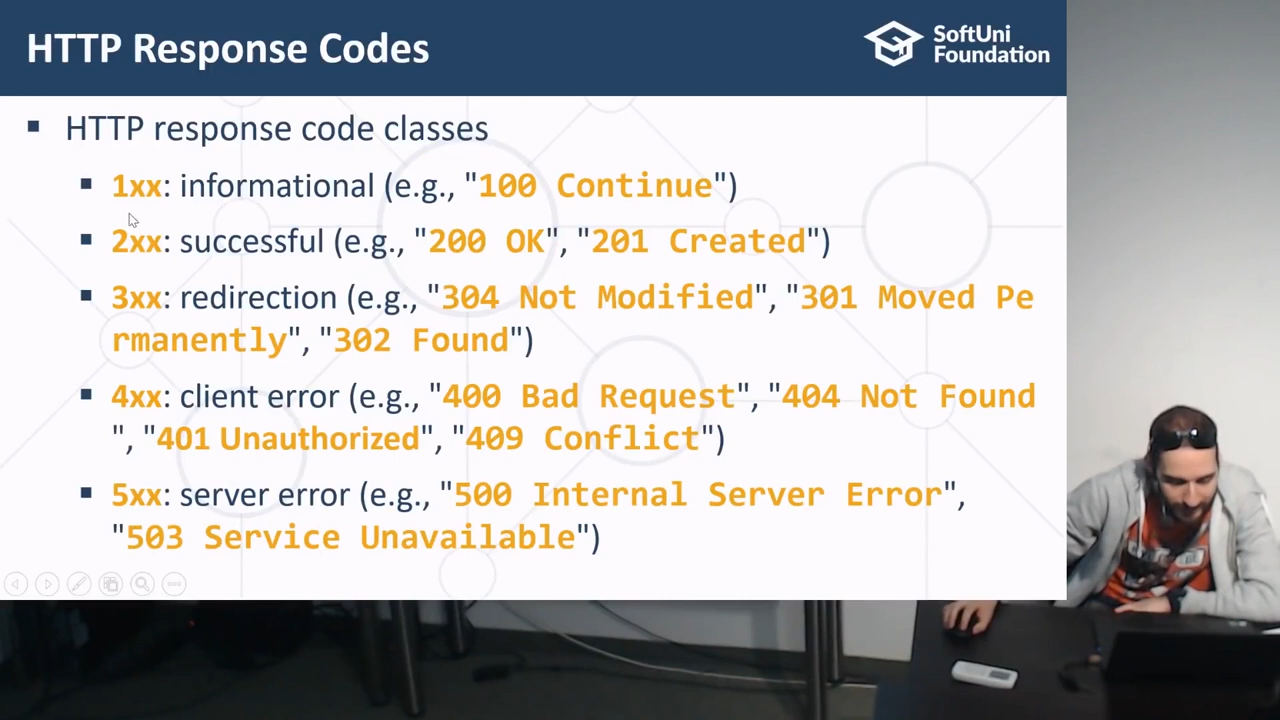 HTTP Response Codes
SoftUni
Foundation
▪ HTTP response code classes
▪ 1xx: informational (e.g., "100 Continue")
▪ 2xx: successful (e.g., "200 OK", "201 Created")
▪ 3xx: redirection (e.g., "304 Not Modified", "301 Moved Pe
rmanently", "302 Found")
▪ 4xx: client error (e.g., "400 Bad Request", "404 Not Found
", "401 Unauthorized", "409 Conflict")
▪ 5xx: server error (e.g., "500 Internal Server Error",
"503 Service Unavailable")